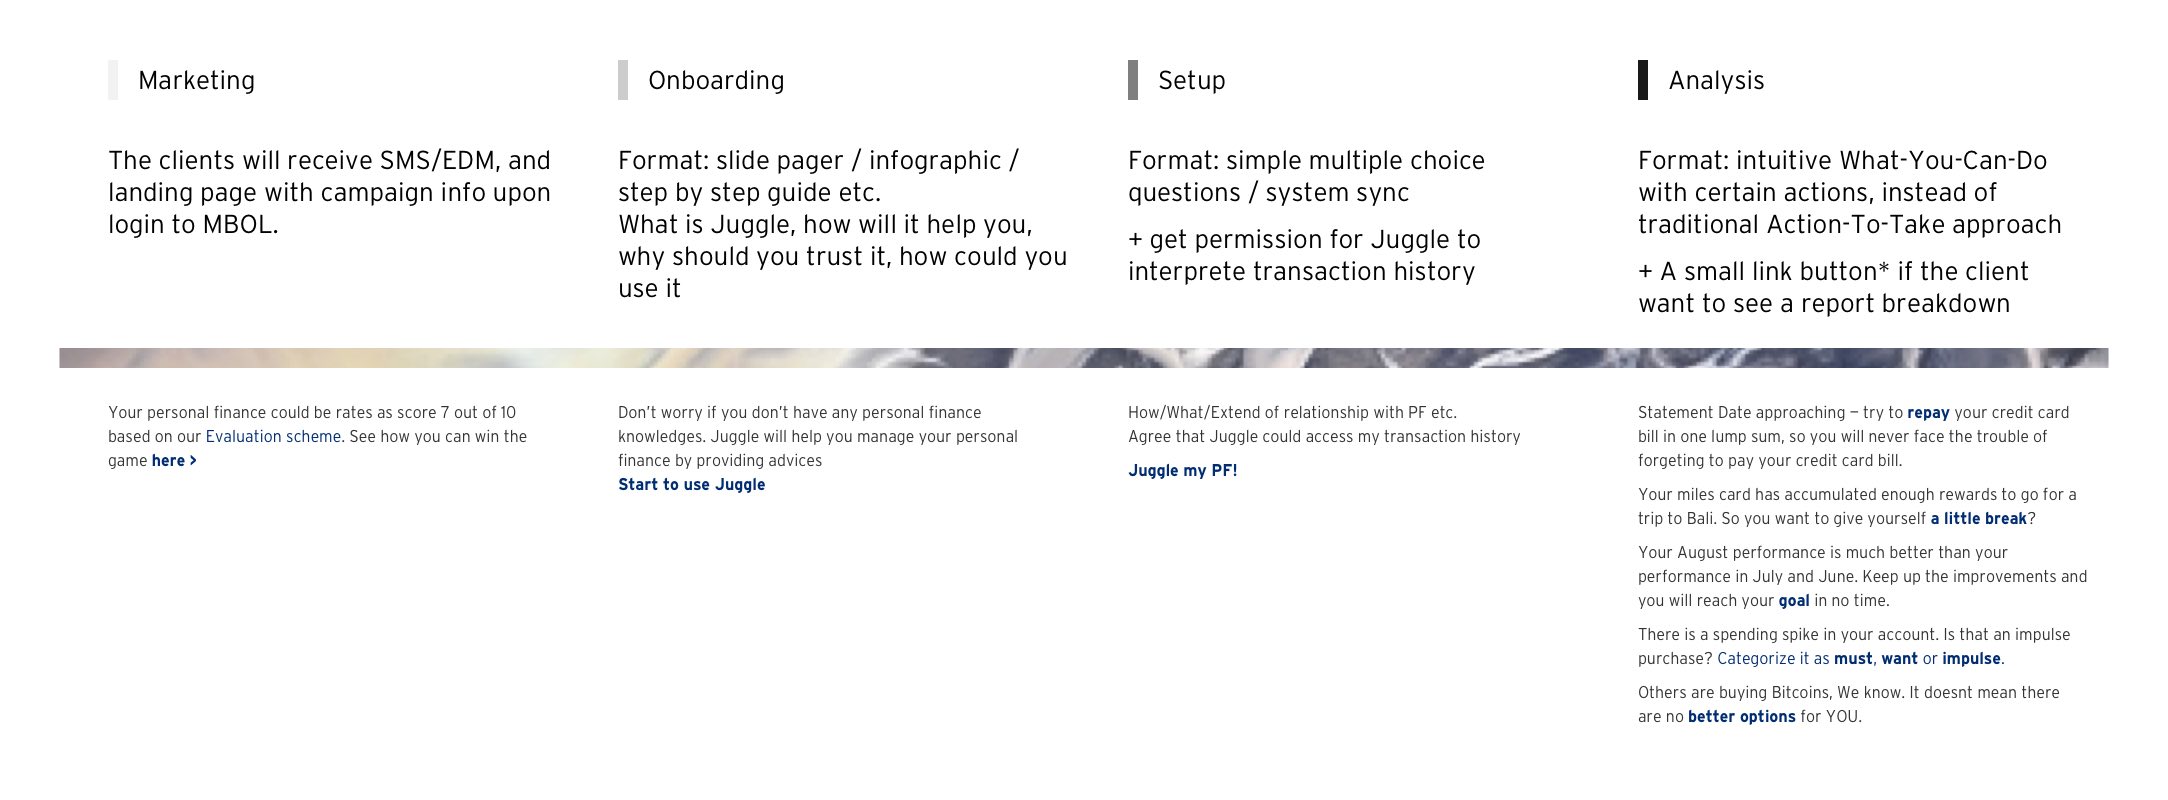 Marketing
The clients will receive SMS/EDM, and
landing page with campaign info upon
login to MBOL.
Onboarding
Format: slide pager / infographic /
step by step guide etc.
What is Juggle, how will it help you,
why should you trust it, how could you
use it
Setup
Format: simple multiple choice
questions / system sync
+ get permission for Juggle to
interprete transaction history
Analysis
Format: intuitive What-You-Can-Do
with certain actions, instead of
traditional Action-To-Take approach
+ A small link button* if the client
want to see a report breakdown
Your personal finance could be rates as score 7 out of 10
based on our Evaluation scheme. See how you can win the
game here >
Don't worry if you don't have any personal finance
knowledges. Juggle will help you manage your personal
finance by providing advices
Start to use Juggle
How/What/Extend of relationship with PF etc.
Agree that Juggle could access my transaction history
Juggle my PF!
Statement Date approaching – try to repay your credit card
bill in one lump sum, so you will never face the trouble of
forgeting to pay your credit card bill.
Your miles card has accumulated enough rewards to go for a
trip to Bali. So you want to give yourself a little break?
Your August performance is much better than your
performance in July and June. Keep up the improvements and
you will reach your goal in no time.
There is a spending spike in your account. Is that an impulse
purchase? Categorize it as must, want or impulse.
Others are buying Bitcoins, We know. It doesnt mean there
are no better options for YOU.